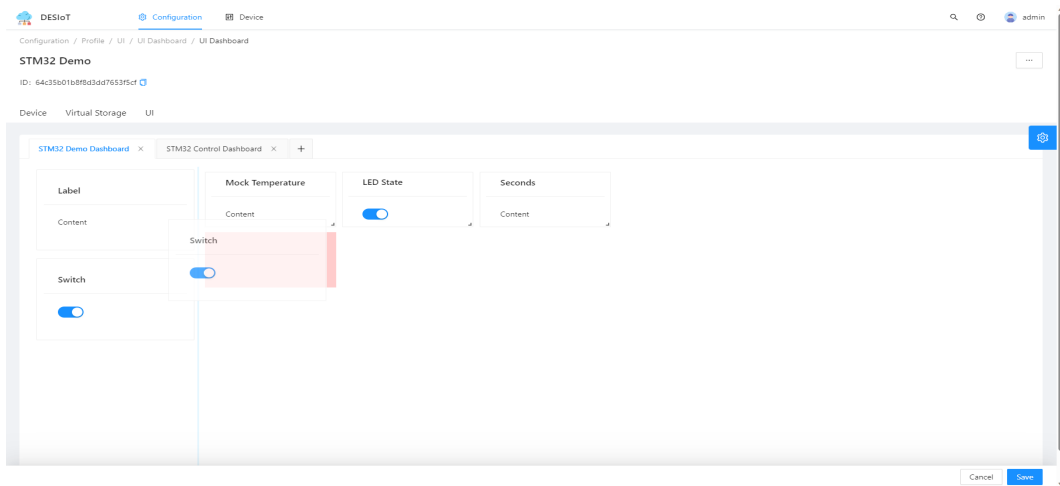 DESIoT Configuration Device admin
Configuration / Profile / UI / UI Dashboard / UI Dashboard
STM32 Demo
ID: 64c35b01b8f8d3dd7653f5cf
Device Virtual Storage UI
STM32 Demo Dashboard × STM32 Control Dashboard × +
Label
Content
Mock Temperature
Content
LED State
Seconds
Content
Switch
Switch
Cancel Save